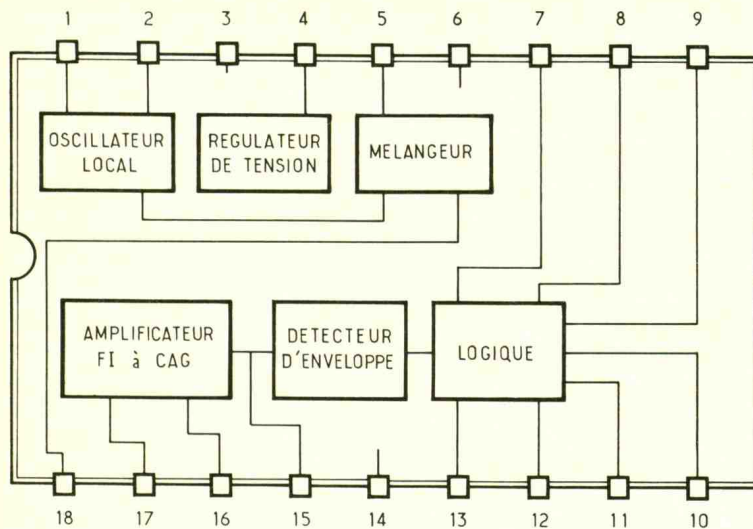 1 2 3 4 5 6 7 8 9
OSCILLATEUR
LOCAL
REGULATEUR
DE TENSION
MELANGEUR
AMPLIFICATEUR
FI à CAG
DETECTEUR
D'ENVELOPPE
LOGIQUE
18 17 16 15 14 13 12 11 10